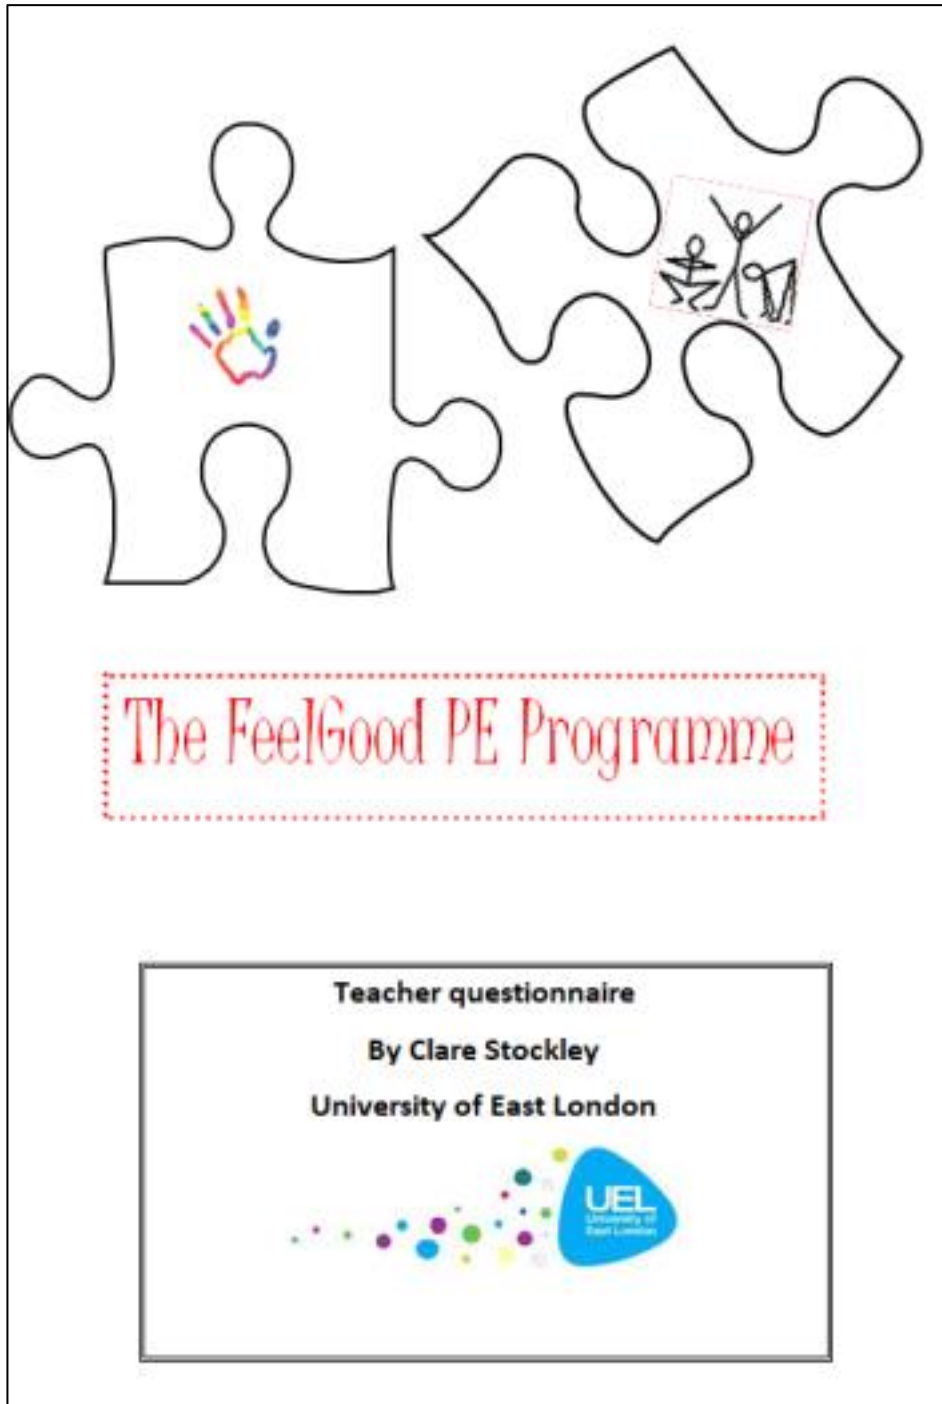 The FeelGood PE Programme
Teacher questionnaire
By Clare Stockley
University of East London
UEL
University of
East London